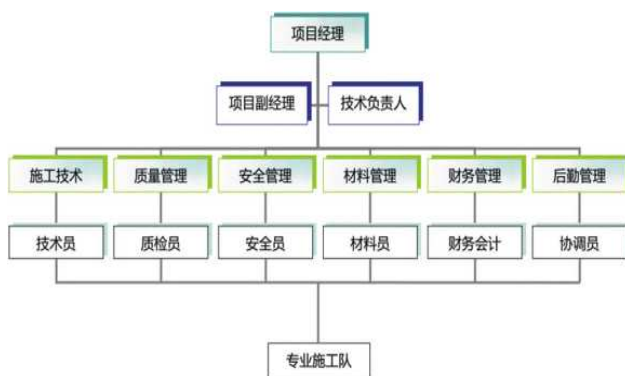 项目经理
项目副经理 技术负责人
施工技术 质量管理 安全管理 材料管理 财务管理 后勤管理
技术员 质检员 安全员 材料员 财务会计 协调员
专业施工队